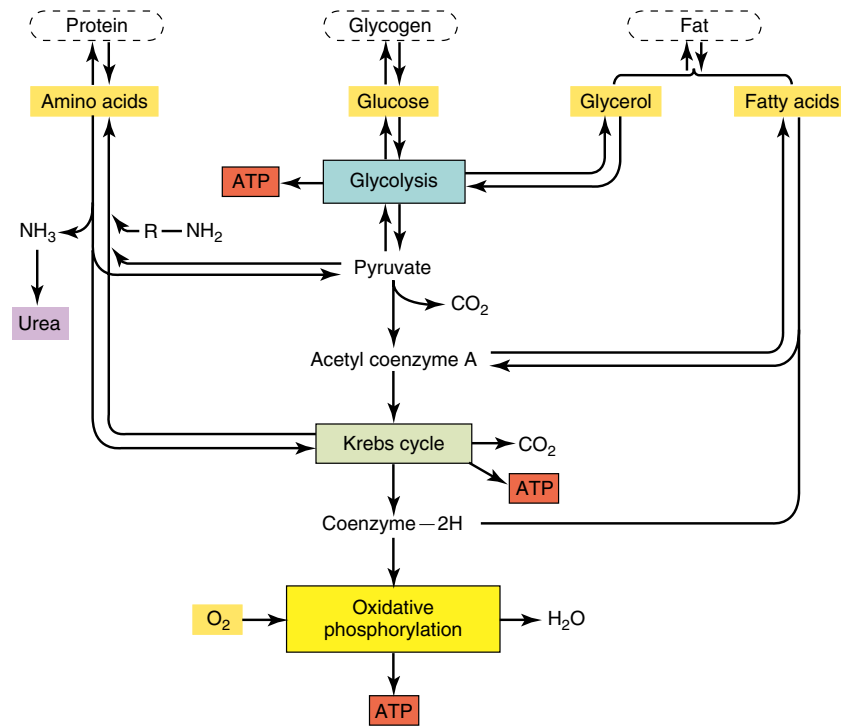 Protein
Glycogen
Fat
Amino acids
Glucose
Glycerol
Fatty acids
ATP
Glycolysis
NH₃
R — NH₂
Pyruvate
CO₂
Urea
Acetyl coenzyme A
Krebs cycle
CO₂
ATP
Coenzyme — 2H
O₂
Oxidative
phosphorylation
H₂O
ATP